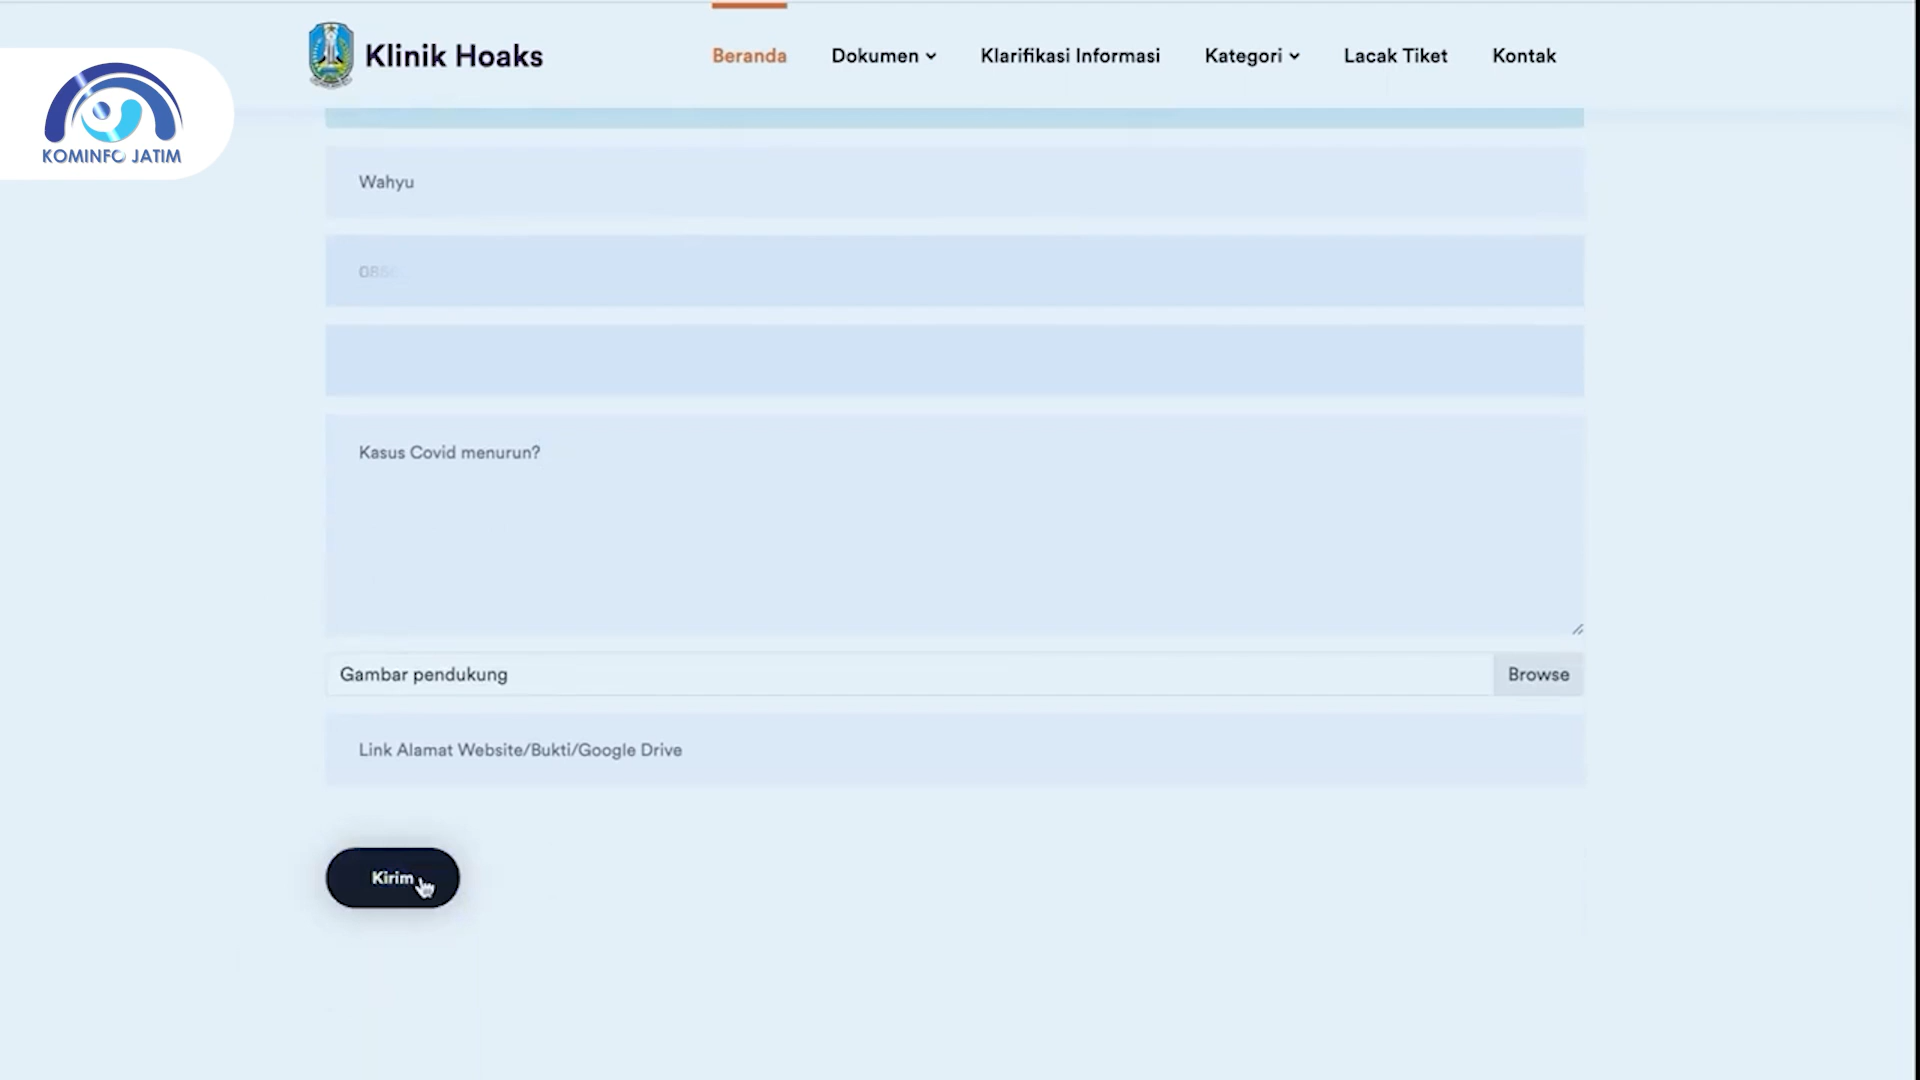 KOMINFO JATIM
Klinik Hoaks
Beranda
Dokumen
Klarifikasi Informasi
Kategori
Lacak Tiket
Kontak
Wahyu
Kasus Covid menurun?
Gambar pendukung
Browse
Link Alamat Website/Bukti/Google Drive
Kirim